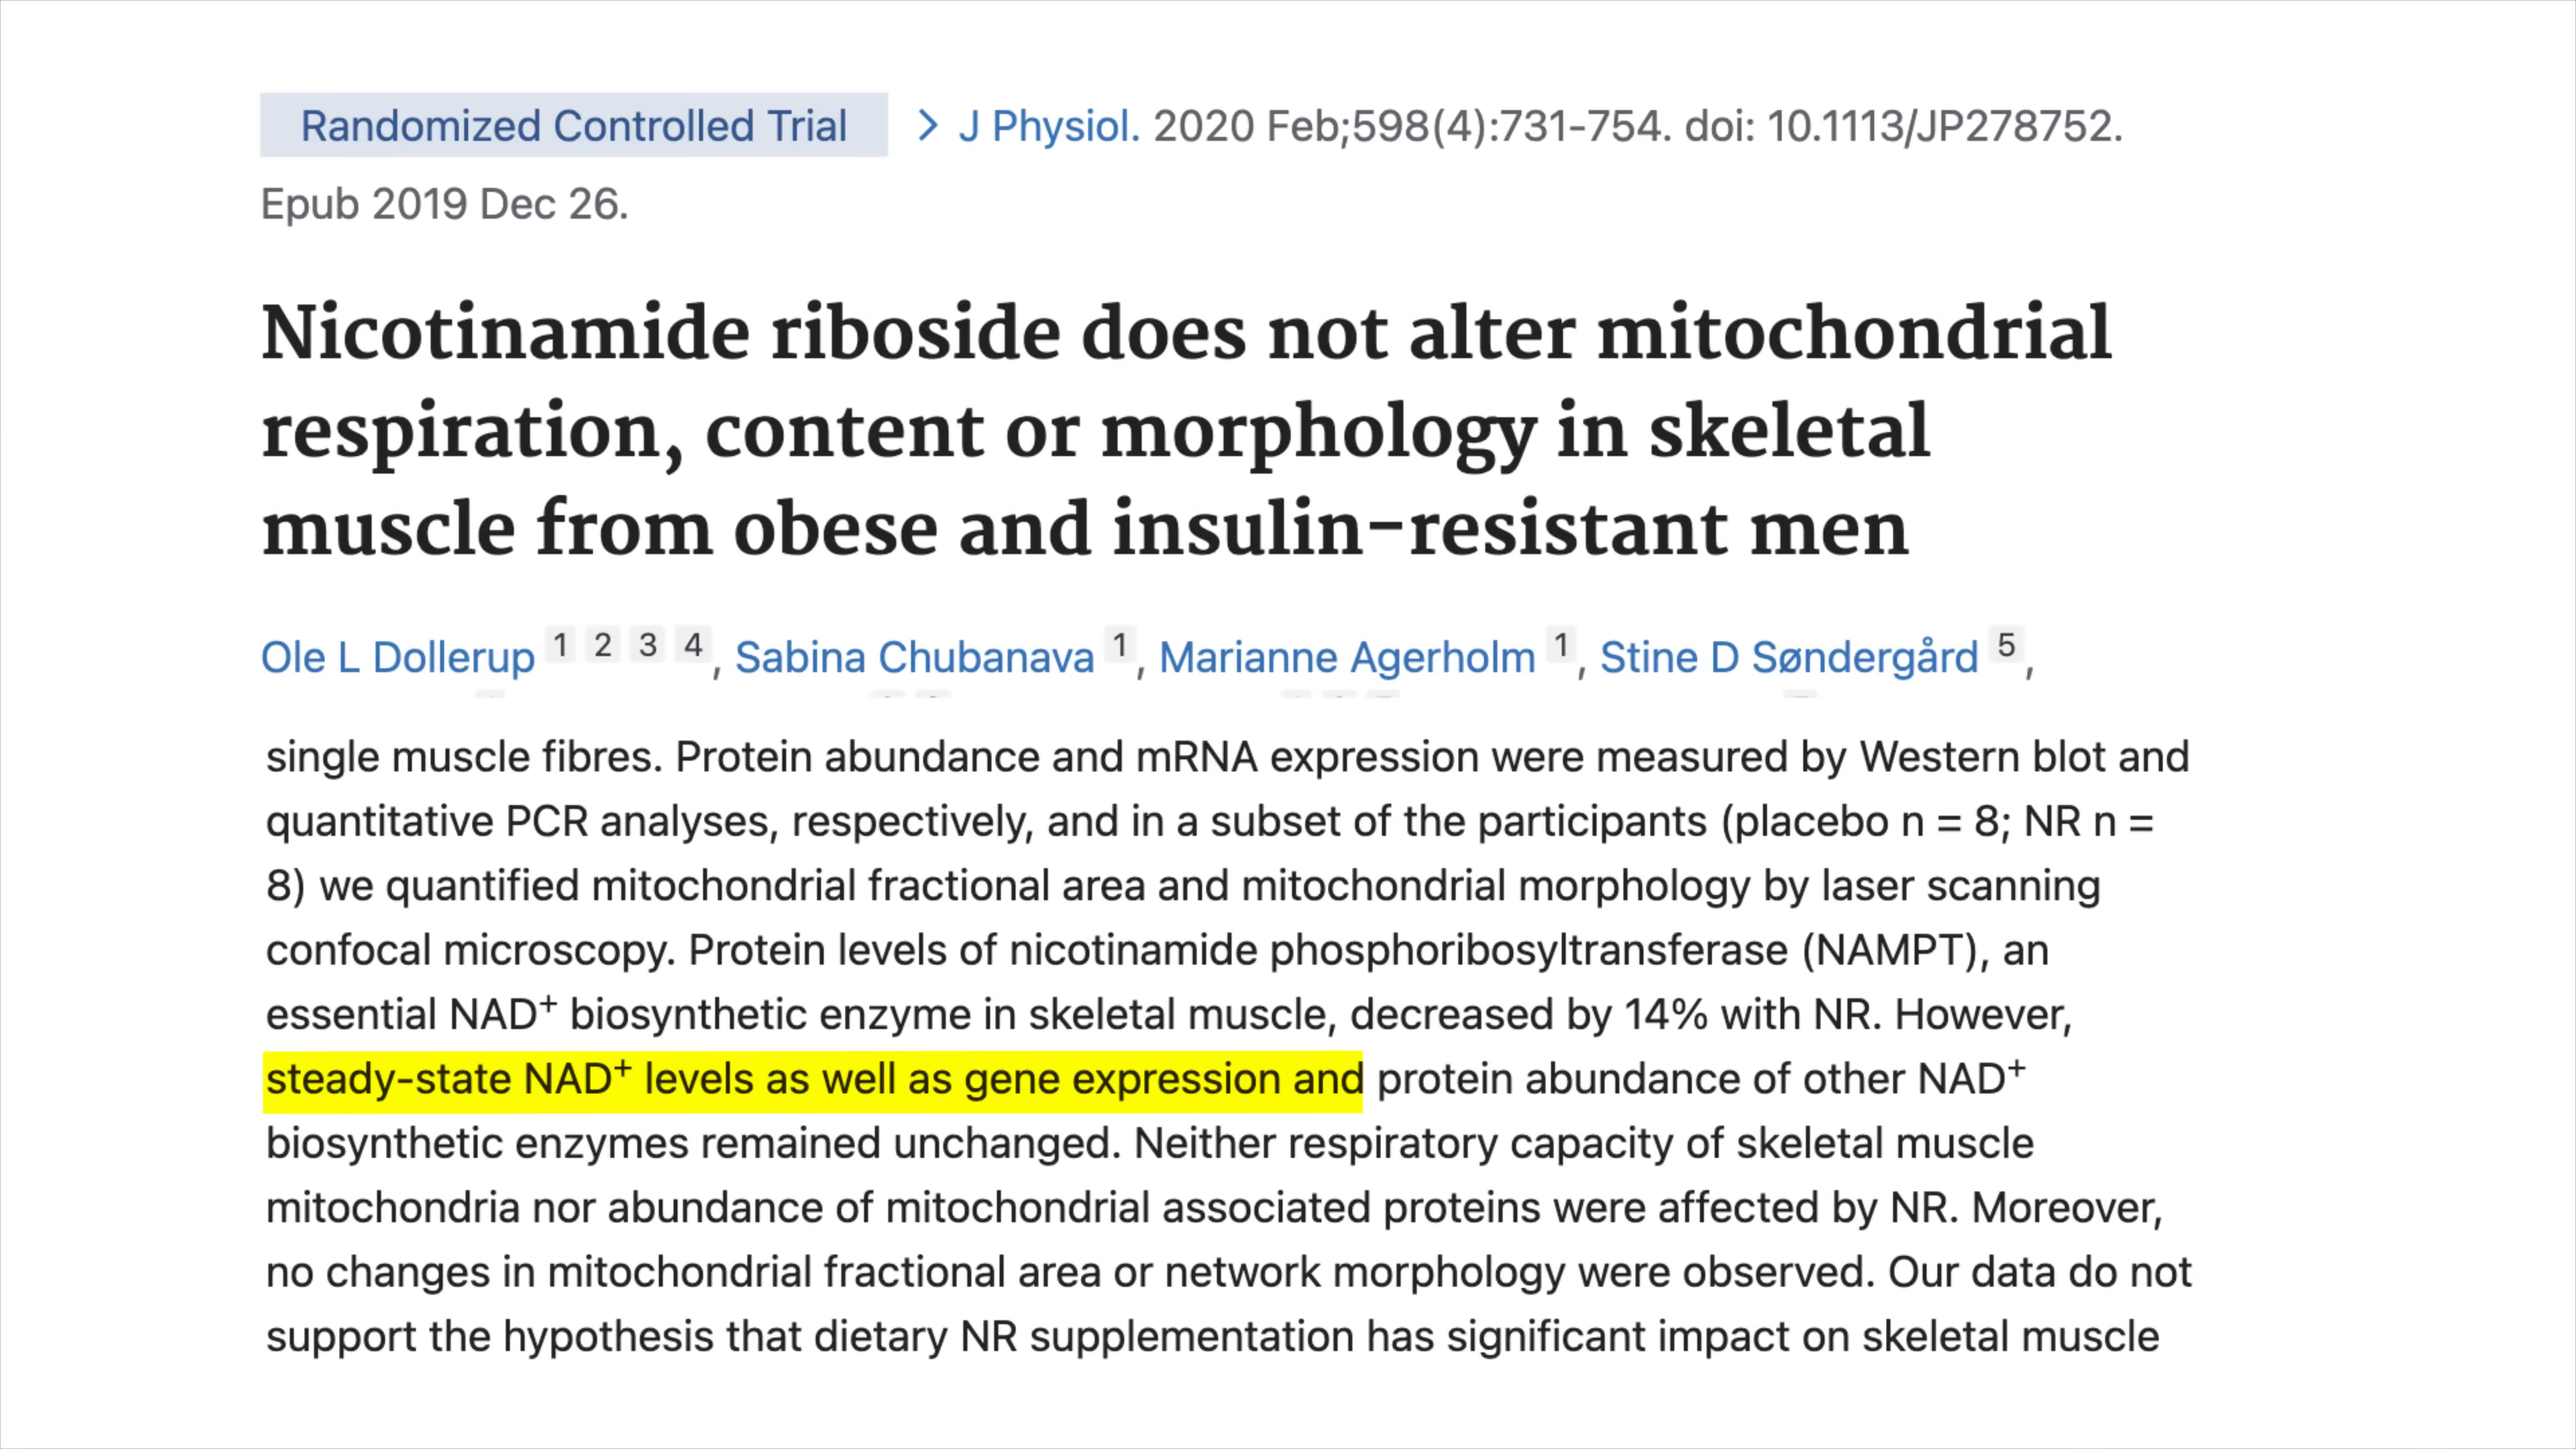 Randomized Controlled Trial > J Physiol. 2020 Feb;598(4):731-754. doi: 10.1113/JP278752.
Epub 2019 Dec 26.
Nicotinamide riboside does not alter mitochondrial
respiration, content or morphology in skeletal
muscle from obese and insulin-resistant men
Ole L Dollerup 1 2 3 4, Sabina Chubanava 1, Marianne Agerholm 1, Stine D Søndergård 5,
single muscle fibres. Protein abundance and mRNA expression were measured by Western blot and
quantitative PCR analyses, respectively, and in a subset of the participants (placebo n = 8; NR n =
8) we quantified mitochondrial fractional area and mitochondrial morphology by laser scanning
confocal microscopy. Protein levels of nicotinamide phosphoribosyltransferase (NAMPT), an
essential NAD⁺ biosynthetic enzyme in skeletal muscle, decreased by 14% with NR. However,
steady-state NAD⁺ levels as well as gene expression and protein abundance of other NAD⁺
biosynthetic enzymes remained unchanged. Neither respiratory capacity of skeletal muscle
mitochondria nor abundance of mitochondrial associated proteins were affected by NR. Moreover,
no changes in mitochondrial fractional area or network morphology were observed. Our data do not
support the hypothesis that dietary NR supplementation has significant impact on skeletal muscle